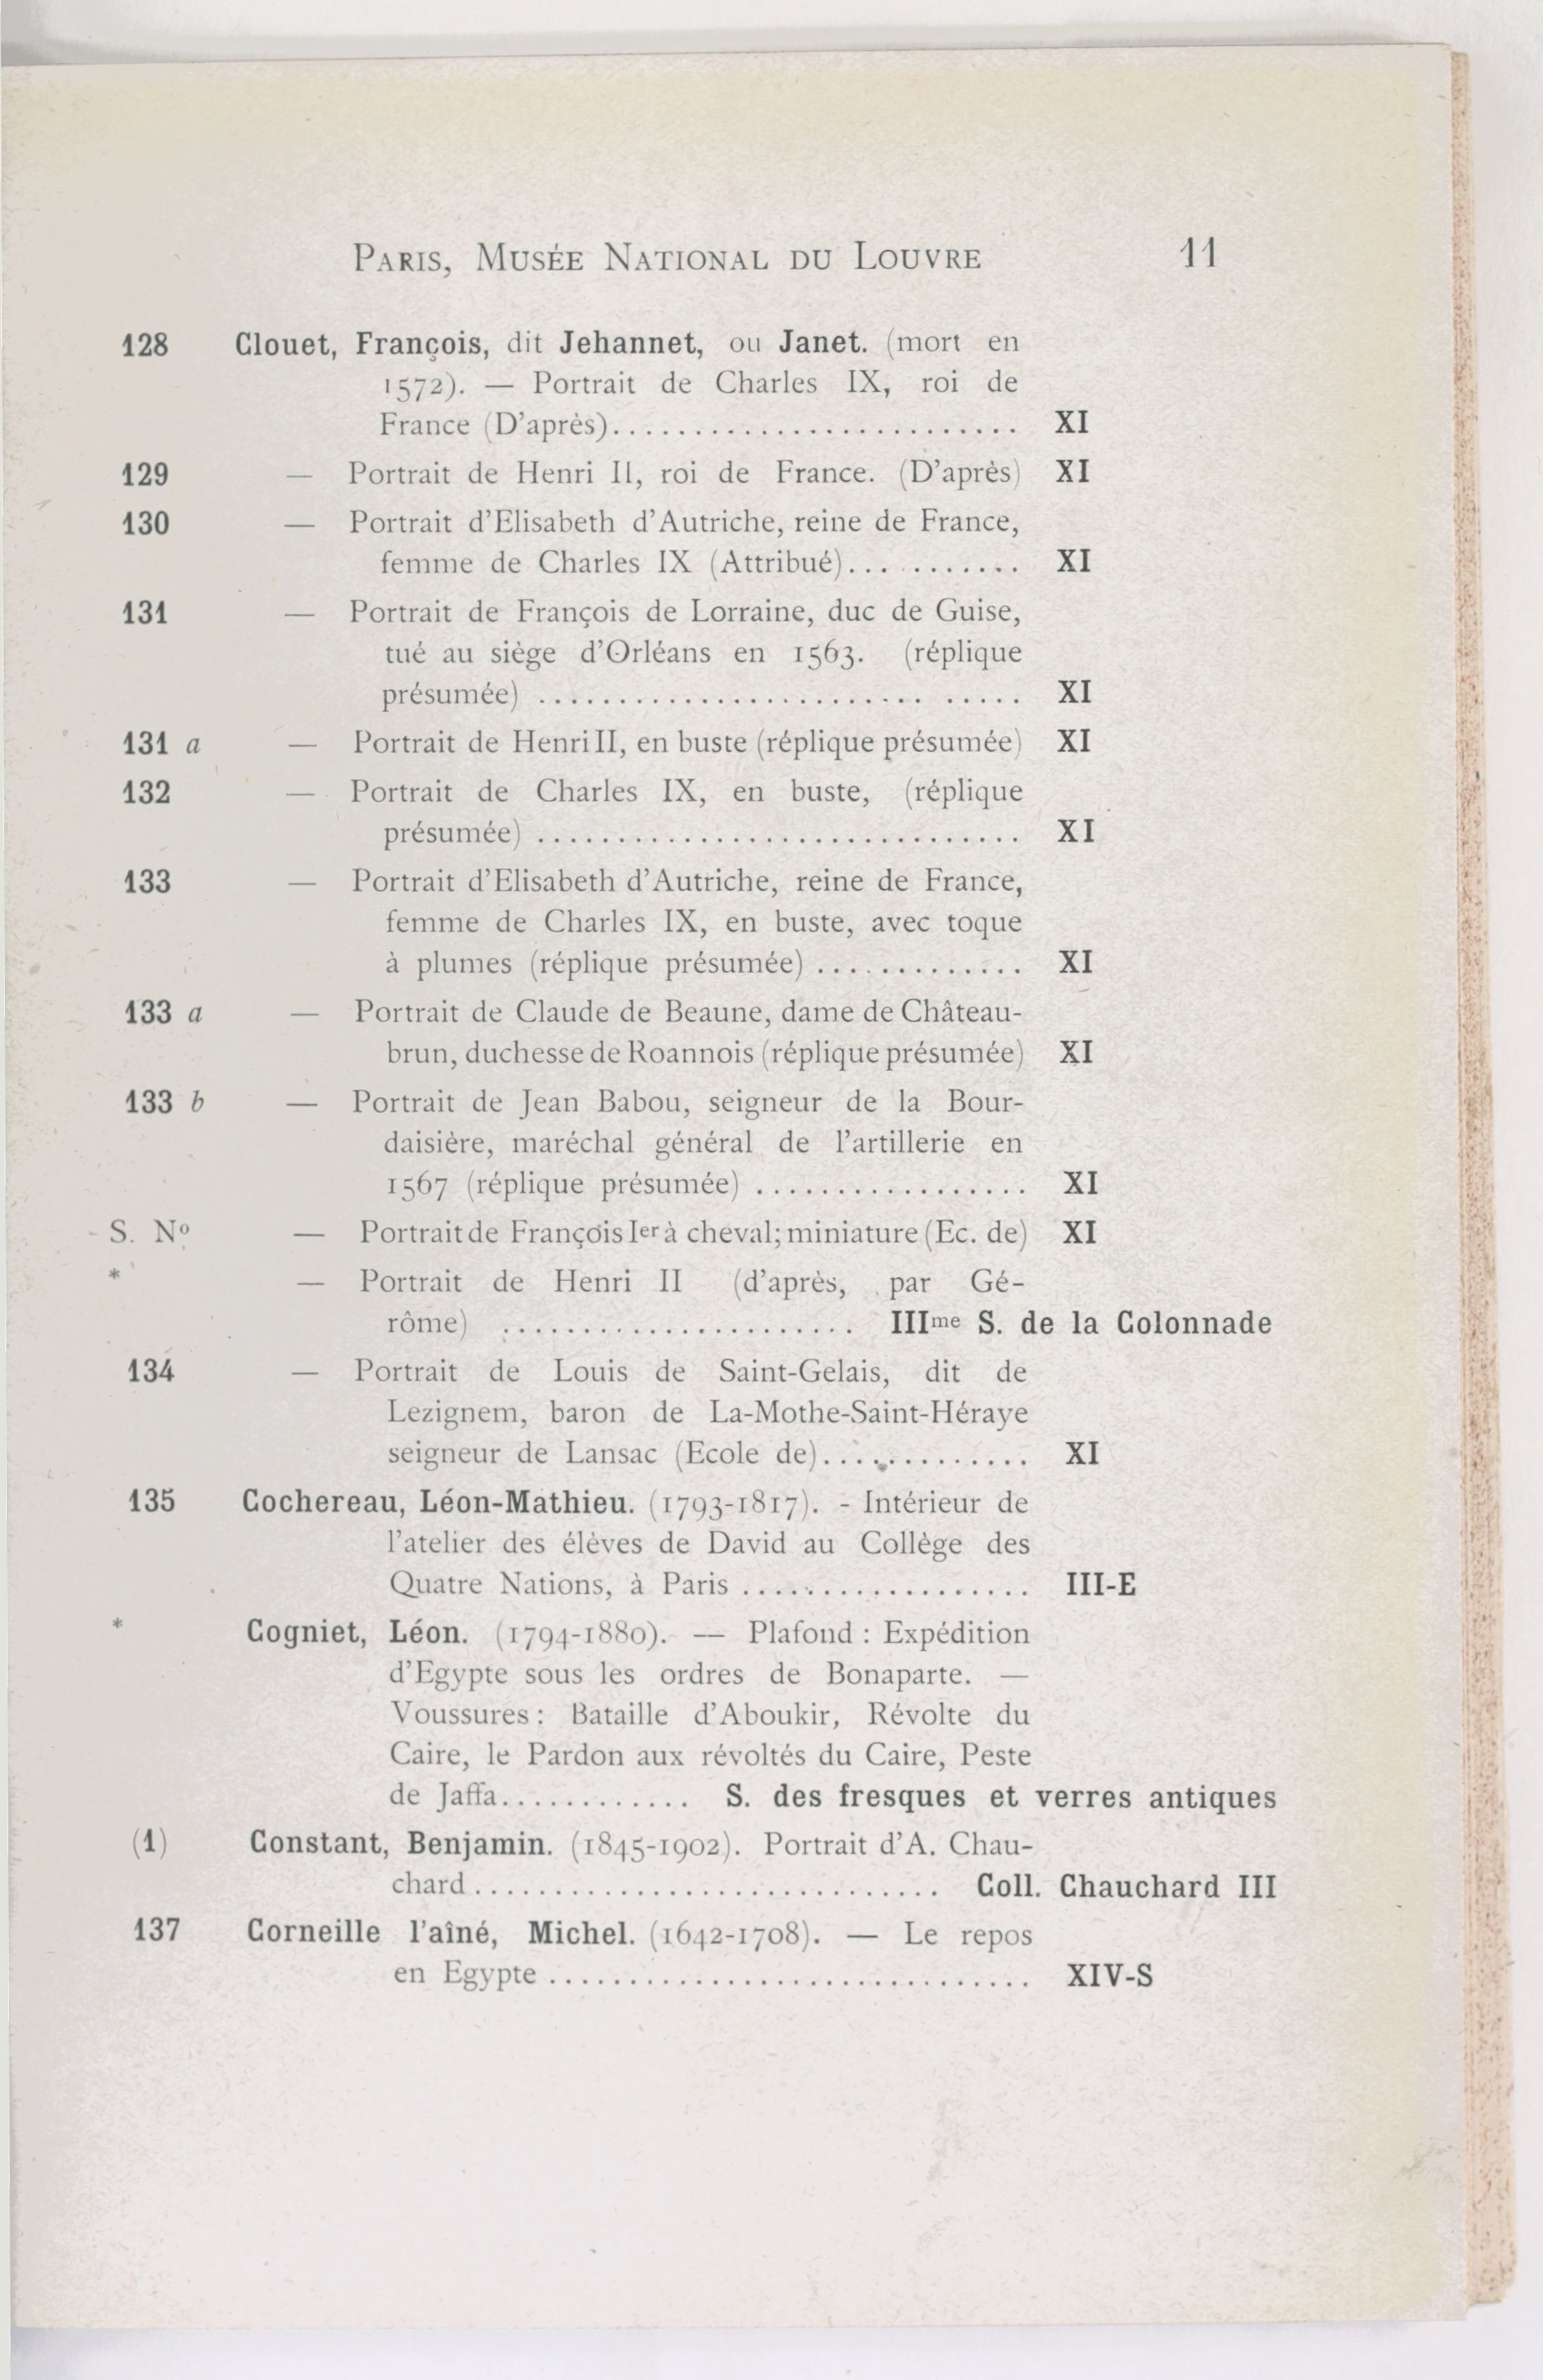 PARIS, MUSÉE NATIONAL DU LOUVRE 11
128 Clouet, François, dit Jehannet, ou Janet. (mort en
1572). — Portrait de Charles IX, roi de
France (D'après)......................... XI
129 — Portrait de Henri II, roi de France. (D'après) XI
130 — Portrait d'Elisabeth d'Autriche, reine de France,
femme de Charles IX (Attribué)........... XI
131 — Portrait de François de Lorraine, duc de Guise,
tué au siège d'Orléans en 1563. (réplique
présumée) ............................. XI
131 a — Portrait de Henri II, en buste (réplique présumée) XI
132 — Portrait de Charles IX, en buste, (réplique
présumée) .............................. XI
133 — Portrait d'Elisabeth d'Autriche, reine de France,
femme de Charles IX, en buste, avec toque
à plumes (réplique présumée) ............. XI
133 a — Portrait de Claude de Beaune, dame de Château-
brun, duchesse de Roannois (réplique présumée) XI
133 b — Portrait de Jean Babou, seigneur de la Bour-
daisière, maréchal général de l'artillerie en
1567 (réplique présumée) ................. XI
S. Nº — Portrait de François Ier à cheval; miniature (Ec. de) XI
* — Portrait de Henri II (d'après, par Gé-
rôme) ...................... IIIme S. de la Colonnade
134 — Portrait de Louis de Saint-Gelais, dit de
Lezignem, baron de La-Mothe-Saint-Héraye
seigneur de Lansac (Ecole de)............. XI
135 Cochereau, Léon-Mathieu. (1793-1817). - Intérieur de
l'atelier des élèves de David au Collège des
Quatre Nations, à Paris .................. III-E
* Cogniet, Léon. (1794-1880). — Plafond : Expédition
d'Egypte sous les ordres de Bonaparte. —
Voussures : Bataille d'Aboukir, Révolte du
Caire, le Pardon aux révoltés du Caire, Peste
de Jaffa............ S. des fresques et verres antiques
(1) Constant, Benjamin. (1845-1902). Portrait d'A. Chau-
chard............................. Coll. Chauchard III
137 Corneille l'aîné, Michel. (1642-1708). — Le repos
en Egypte .............................. XIV-S